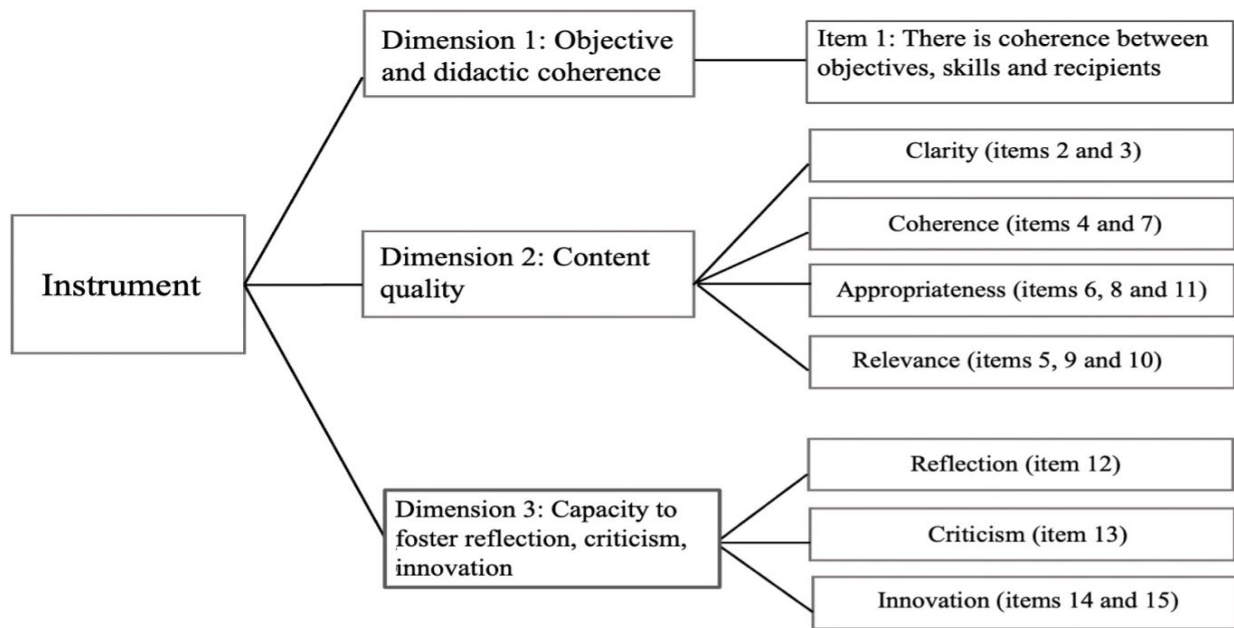 Instrument
Dimension 1: Objective
and didactic coherence
Item 1: There is coherence between
objectives, skills and recipients
Dimension 2: Content
quality
Clarity (items 2 and 3)
Coherence (items 4 and 7)
Appropriateness (items 6, 8 and 11)
Relevance (items 5, 9 and 10)
Dimension 3: Capacity to
foster reflection, criticism,
innovation
Reflection (item 12)
Criticism (item 13)
Innovation (items 14 and 15)